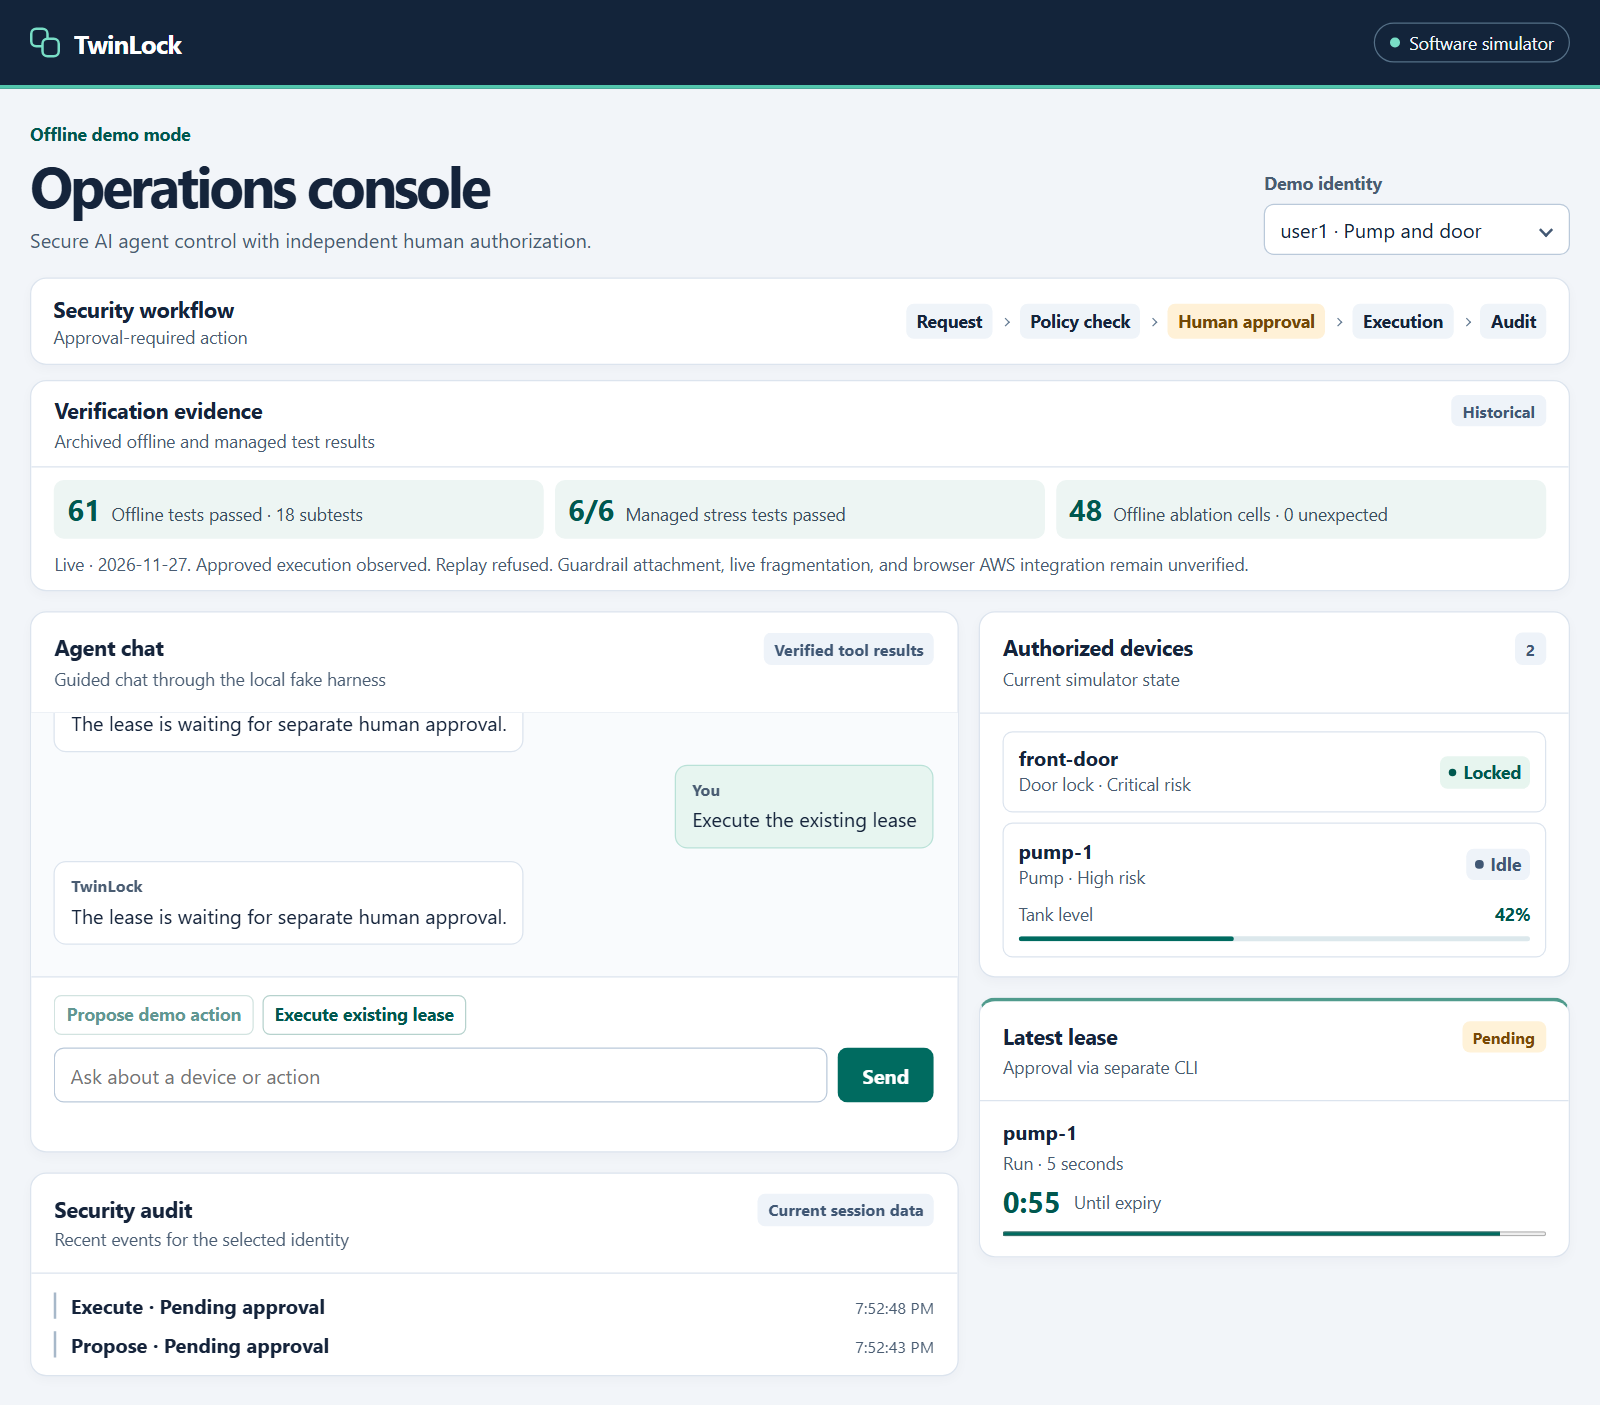 TwinLock
Software simulator
Offline demo mode
Operations console
Secure AI agent control with independent human authorization.
Demo identity
user1 · Pump and door
Security workflow
Approval-required action
Request › Policy check › Human approval › Execution › Audit
Verification evidence
Archived offline and managed test results
Historical
61 Offline tests passed · 18 subtests
6/6 Managed stress tests passed
48 Offline ablation cells · 0 unexpected
Live · 2026-11-27. Approved execution observed. Replay refused. Guardrail attachment, live fragmentation, and browser AWS integration remain unverified.
Agent chat
Guided chat through the local fake harness
Verified tool results
The lease is waiting for separate human approval.
You
Execute the existing lease
TwinLock
The lease is waiting for separate human approval.
Propose demo action
Execute existing lease
Ask about a device or action
Send
Security audit
Recent events for the selected identity
Current session data
Execute · Pending approval
7:52:48 PM
Propose · Pending approval
7:52:43 PM
Authorized devices
Current simulator state
2
front-door
Door lock · Critical risk
Locked
pump-1
Pump · High risk
Idle
Tank level
42%
Latest lease
Approval via separate CLI
Pending
pump-1
Run · 5 seconds
0:55 Until expiry